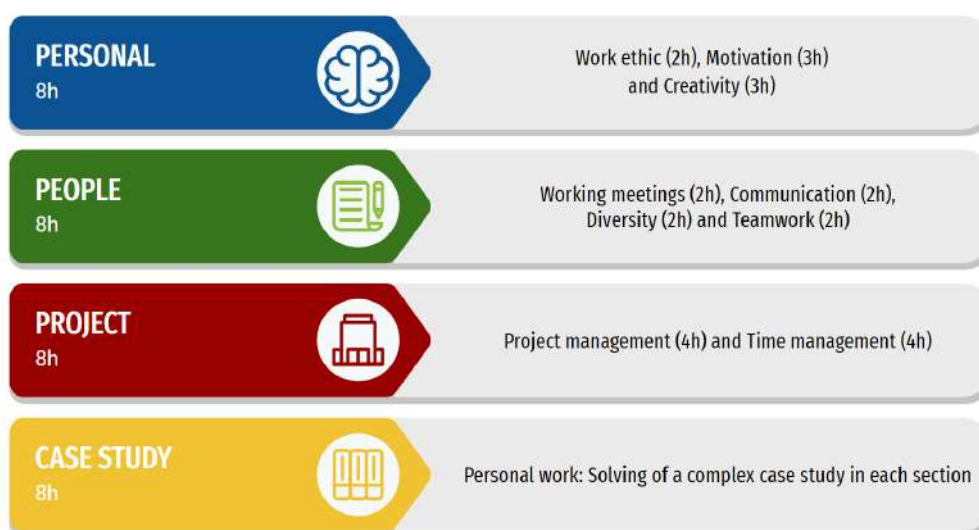 PERSONAL
8h
Work ethic (2h), Motivation (3h)
and Creativity (3h)
PEOPLE
8h
Working meetings (2h), Communication (2h),
Diversity (2h) and Teamwork (2h)
PROJECT
8h
Project management (4h) and Time management (4h)
CASE STUDY
8h
Personal work: Solving of a complex case study in each section